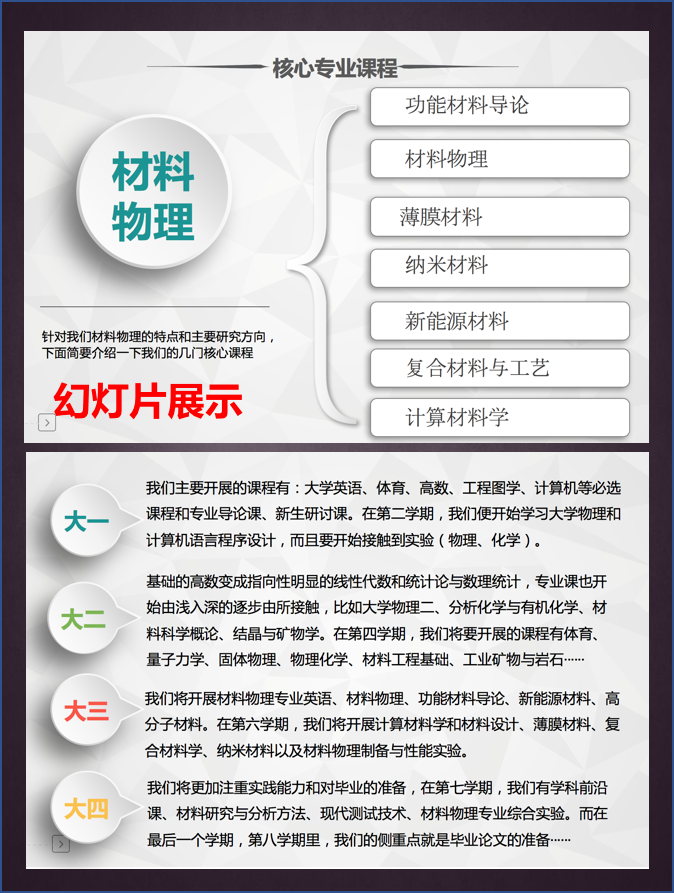 核心专业课程
材料
物理
功能材料导论
材料物理
薄膜材料
纳米材料
新能源材料
复合材料与工艺
计算材料学
针对我们材料物理的特点和主要研究方向，
下面简要介绍一下我们的几门核心课程
幻灯片展示
大一
我们主要开展的课程有：大学英语、体育、高数、工程图学、计算机等必选
课程和专业导论课、新生研讨课。在第二学期，我们便开始学习大学物理和
计算机语言程序设计，而且要开始接触到实验（物理、化学）。
大二
基础的高数变成指向性明显的线性代数和统计论与数理统计，专业课也开
始由浅入深的逐步由所接触，比如大学物理二、分析化学与有机化学、材
料科学概论、结晶与矿物学。在第四学期，我们将要开展的课程有体育、
量子力学、固体物理、物理化学、材料工程基础、工业矿物与岩石······
大三
我们将开展材料物理专业英语、材料物理、功能材料导论、新能源材料、高
分子材料。在第六学期，我们将开展计算材料学和材料设计、薄膜材料、复
合材料学、纳米材料以及材料物理制备与性能实验。
大四
我们将更加注重实践能力和对毕业的准备，在第七学期，我们有学科前沿
课、材料研究与分析方法、现代测试技术、材料物理专业综合实验。而在
最后一个学期，第八学期里，我们的侧重点就是毕业论文的准备······